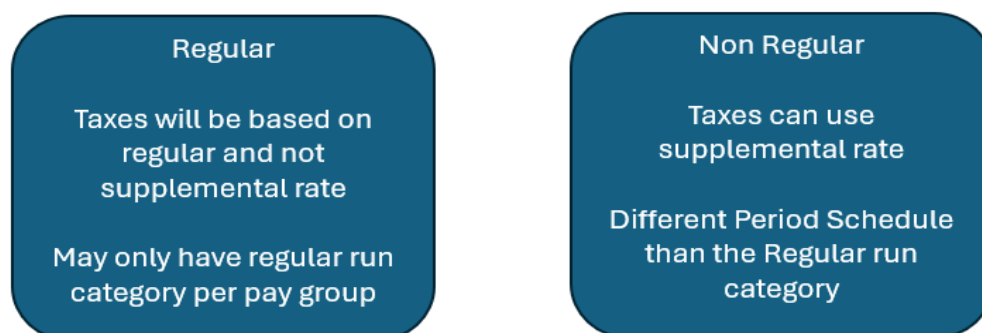 Regular
Taxes will be based on
regular and not
supplemental rate
May only have regular run
category per pay group
Non Regular
Taxes can use
supplemental rate
Different Period Schedule
than the Regular run
category